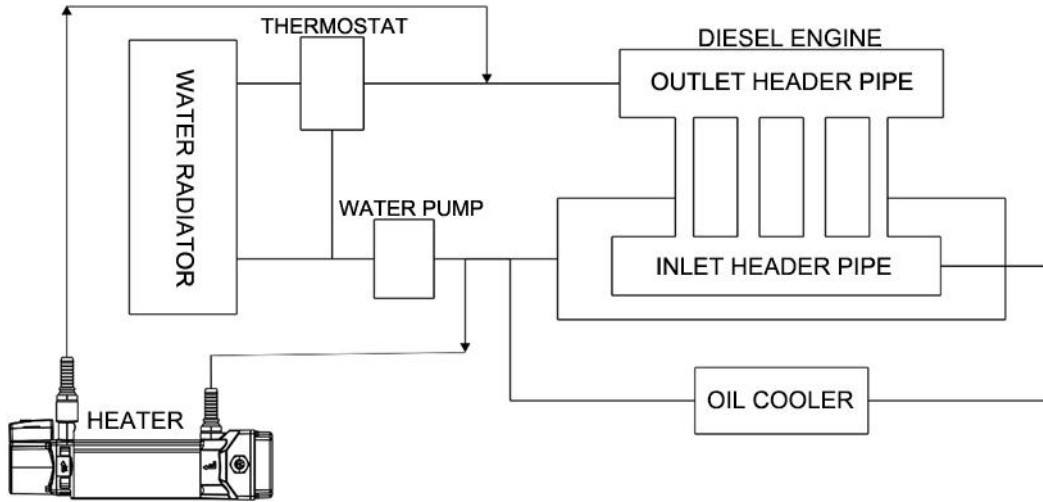 THERMOSTAT
DIESEL ENGINE
OUTLET HEADER PIPE
WATER RADIATOR
WATER PUMP
INLET HEADER PIPE
OIL COOLER
HEATER